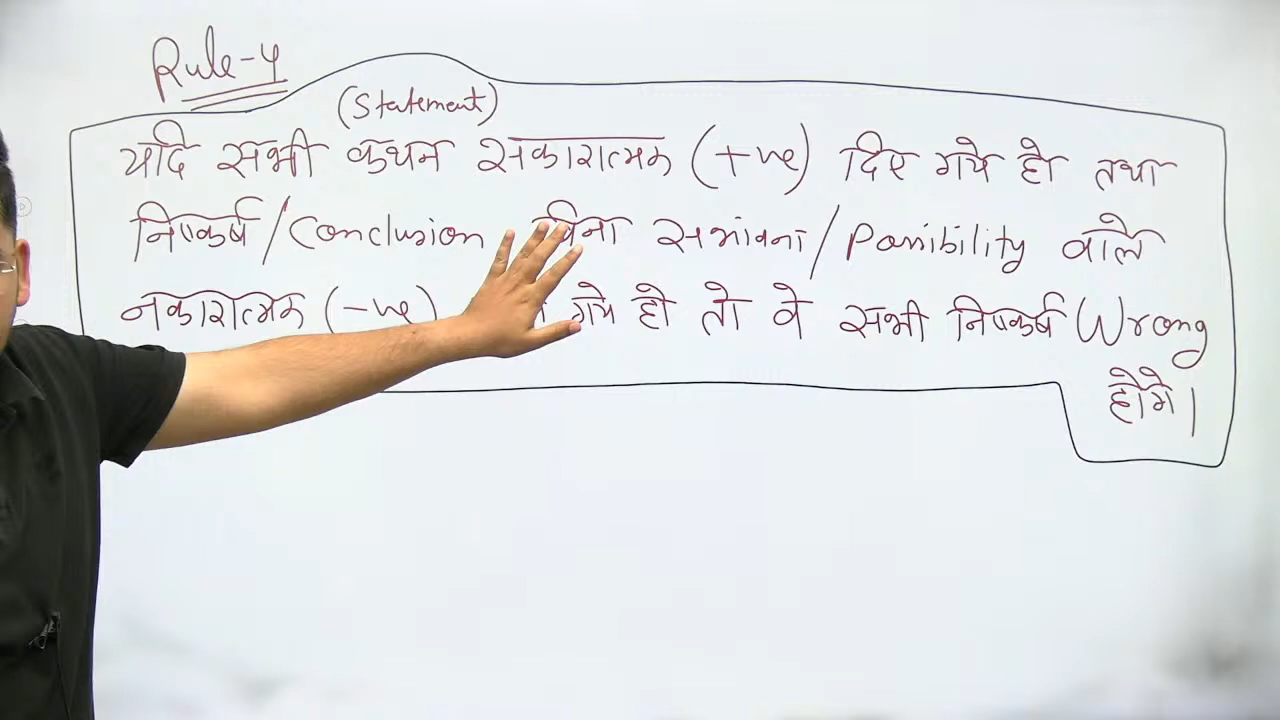 Rule-4
(Statement)
यदि सभी कथन सकारात्मक (+ve) दिए गये हो तथा
निष्कर्ष/Conclusion बिना सभांवना/Possibility वाले
नकारात्मक (-ve) गये हो तो वे सभी निष्कर्ष Wrong
होगे।